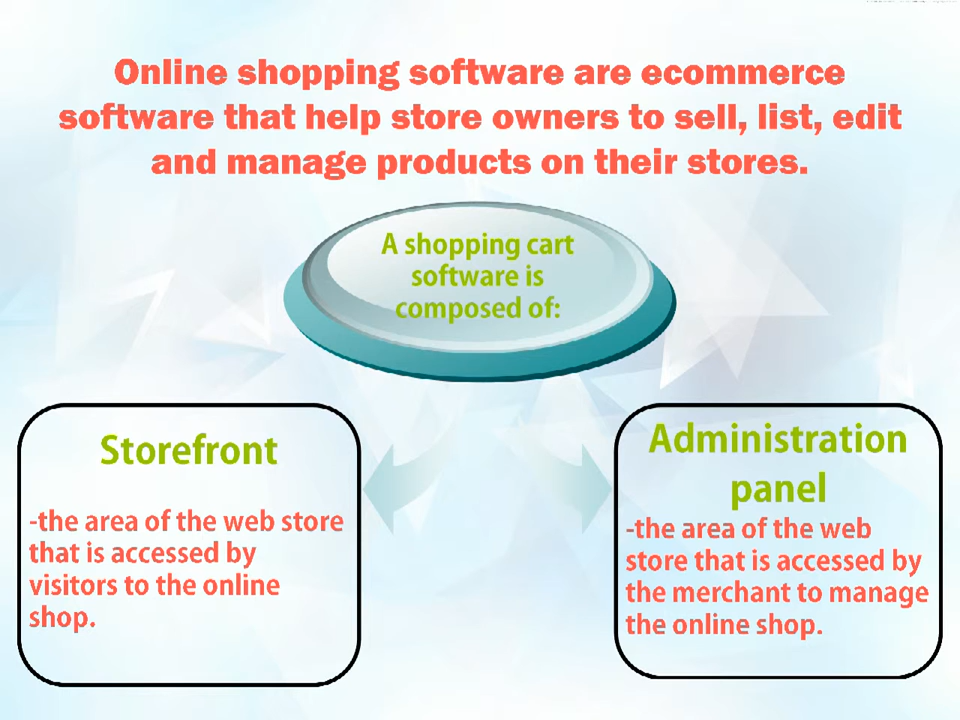 Online shopping software are ecommerce
software that help store owners to sell, list, edit
and manage products on their stores.
A shopping cart
software is
composed of:
Storefront
-the area of the web store
that is accessed by
visitors to the online
shop.
Administration
panel
-the area of the web
store that is accessed by
the merchant to manage
the online shop.